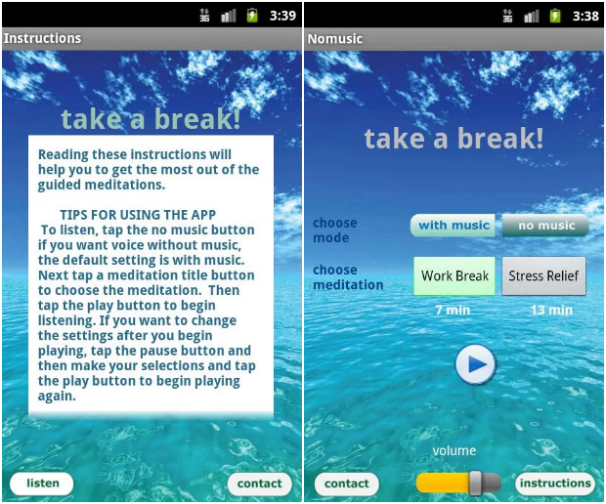 3G 3:39
Instructions
take a break!
Reading these instructions will
help you to get the most out of the
guided meditations.
TIPS FOR USING THE APP
To listen, tap the no music button
if you want voice without music,
the default setting is with music.
Next tap a meditation title button
to choose the meditation. Then
tap the play button to begin
listening. If you want to change
the settings after you begin
playing, tap the pause button and
then make your selections and tap
the play button to begin playing
again.
listen
contact
3G 3:38
Nomusic
take a break!
choose
mode
with music
no music
choose
meditation
Work Break
Stress Relief
7 min
13 min
volume
contact
instructions